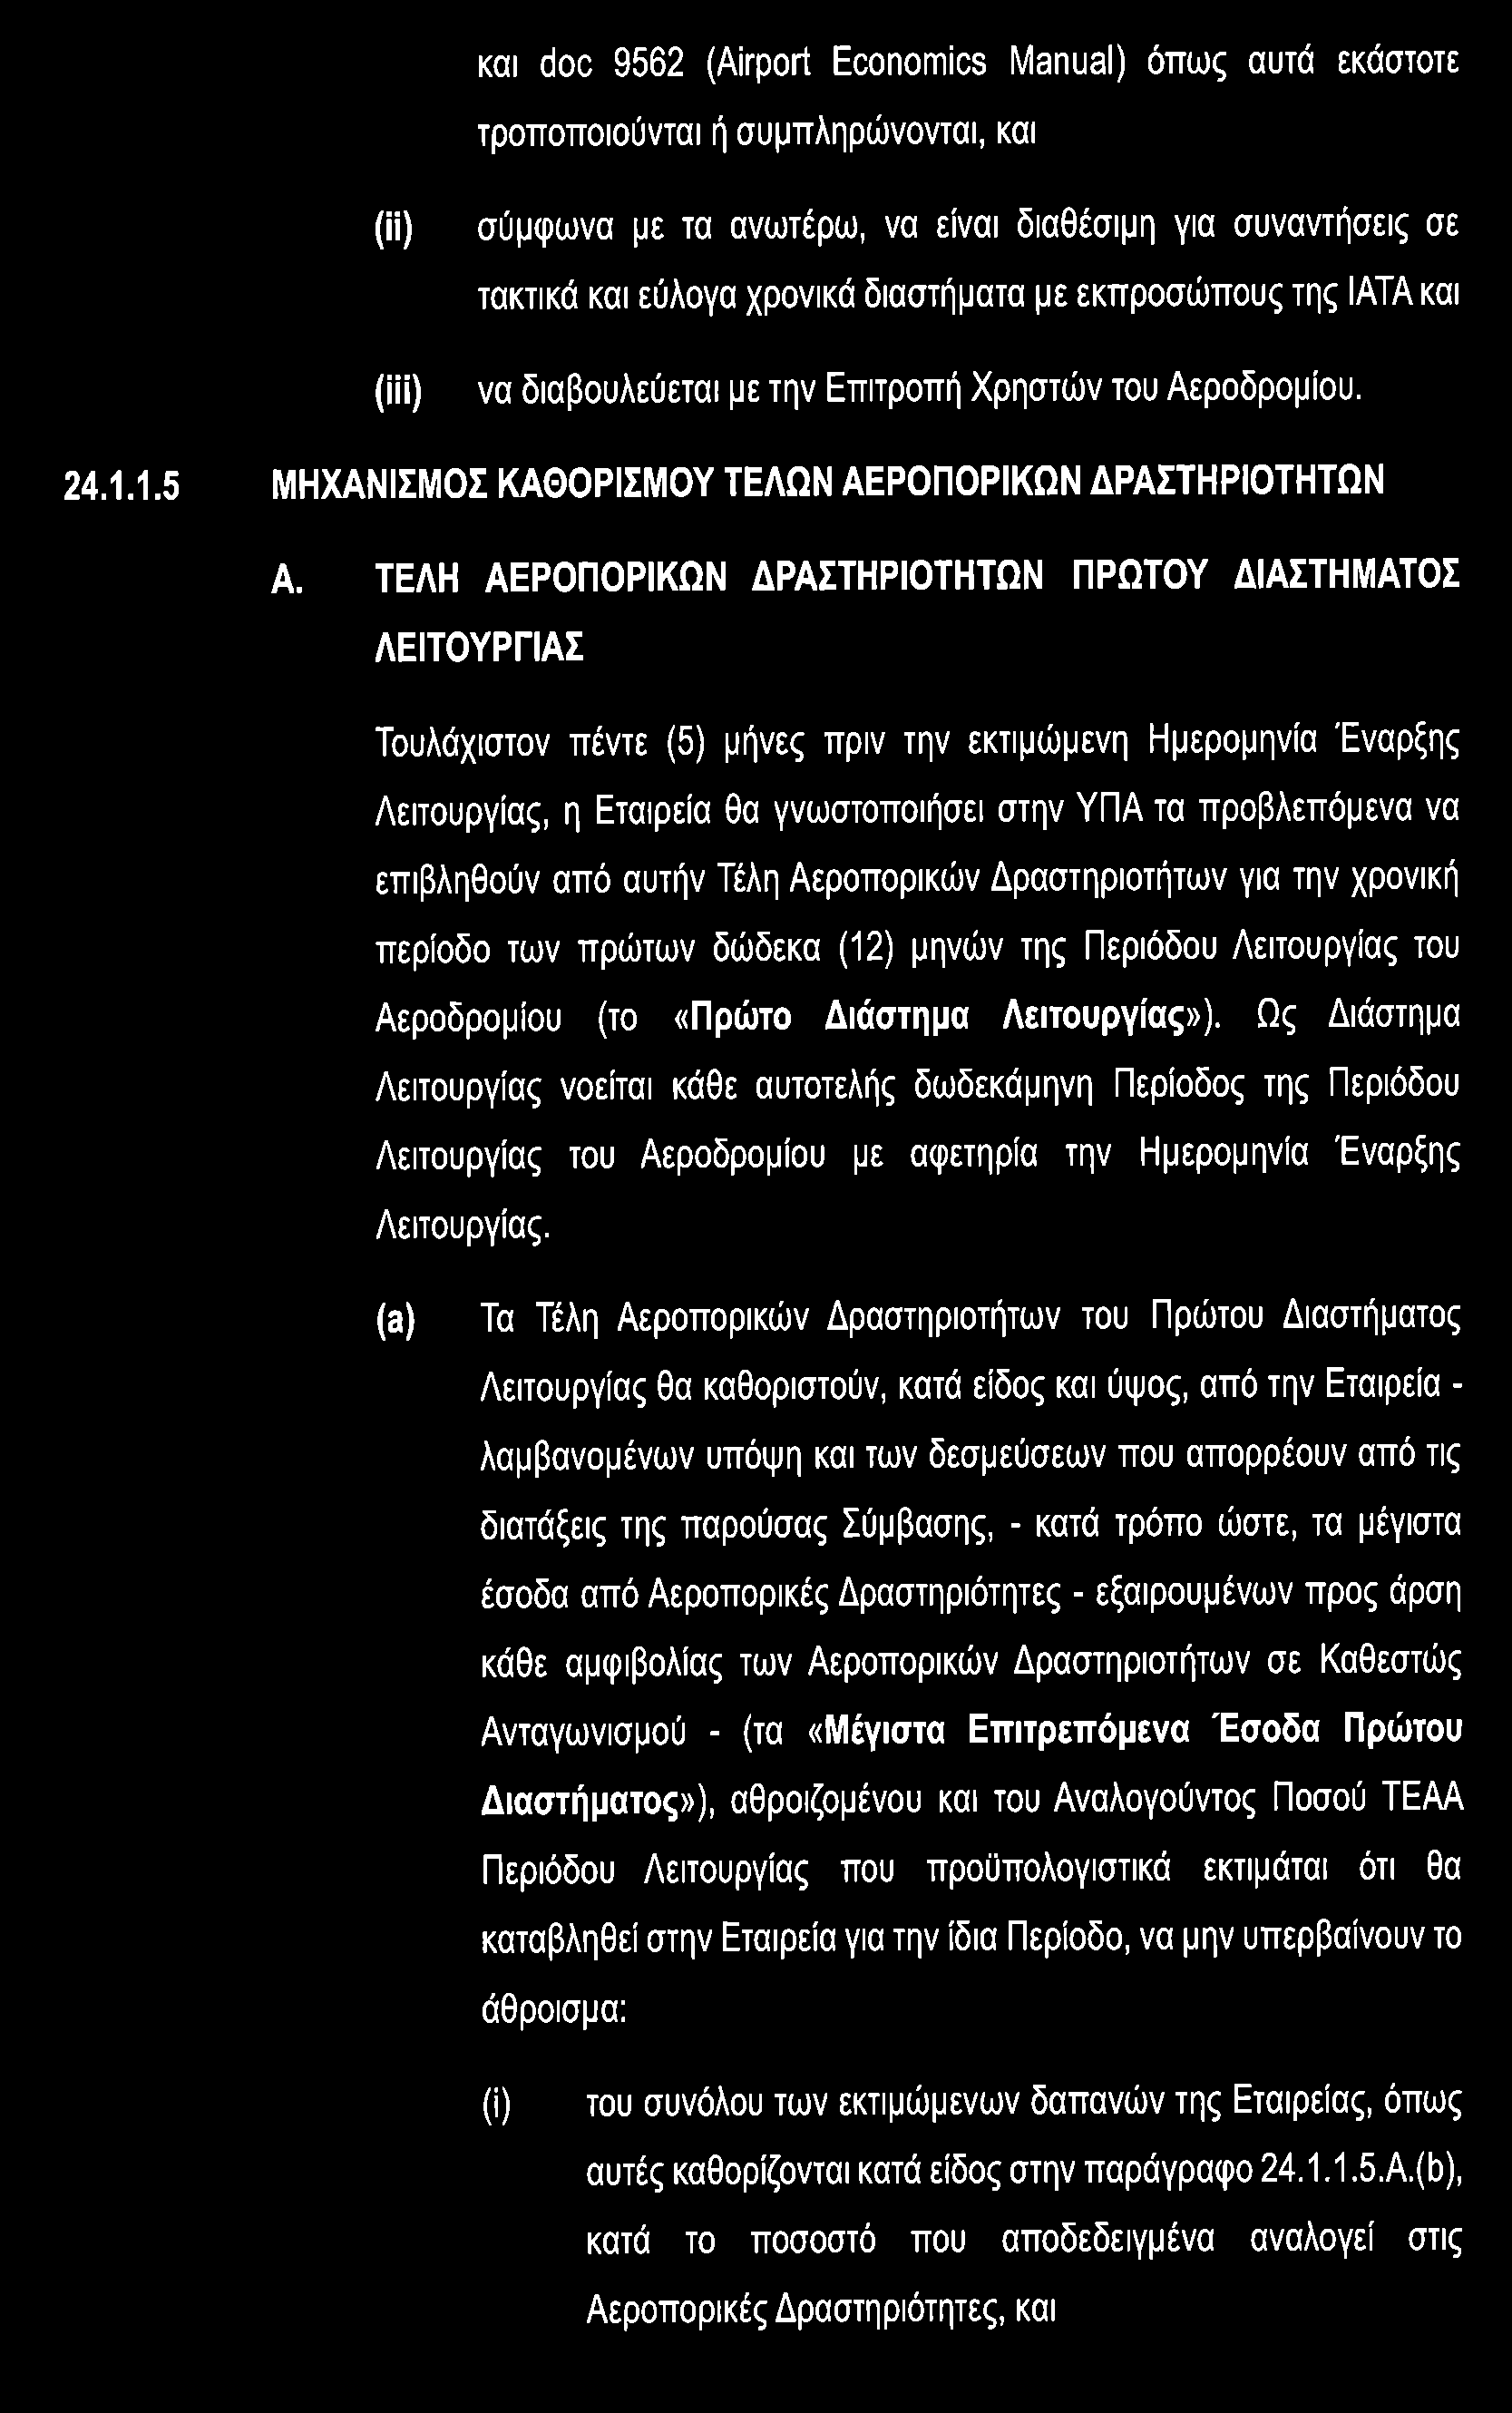 και doc 9562 (Airport Economics Manual) όπως αυτά εκάστοτε
τροποποιούνται ή συμπληρώνονται, και
(ii) σύμφωνα με τα ανωτέρω, να είναι διαθέσιμη για συναντήσεις σε
τακτικά και εύλογα χρονικά διαστήματα με εκπροσώπους της ΙΑΤΑ και
(iii) να διαβουλεύεται με την Επιτροπή Χρηστών του Αεροδρομίου.
24.1.1.5 ΜΗΧΑΝΙΣΜΟΣ ΚΑΘΟΡΙΣΜΟΥ ΤΕΛΩΝ ΑΕΡΟΠΟΡΙΚΩΝ ΔΡΑΣΤΗΡΙΟΤΗΤΩΝ
Α. ΤΕΛΗ ΑΕΡΟΠΟΡΙΚΩΝ ΔΡΑΣΤΗΡΙΟΤΗΤΩΝ ΠΡΩΤΟΥ ΔΙΑΣΤΗΜΑΤΟΣ
ΛΕΙΤΟΥΡΓΙΑΣ
Τουλάχιστον πέντε (5) μήνες πριν την εκτιμώμενη Ημερομηνία Έναρξης
Λειτουργίας, η Εταιρεία θα γνωστοποιήσει στην ΥΠΑ τα προβλεπόμενα να
επιβληθούν από αυτήν Τέλη Αεροπορικών Δραστηριοτήτων για την χρονική
περίοδο των πρώτων δώδεκα (12) μηνών της Περιόδου Λειτουργίας του
Αεροδρομίου (το «Πρώτο Διάστημα Λειτουργίας»). Ως Διάστημα
Λειτουργίας νοείται κάθε αυτοτελής δωδεκάμηνη Περίοδος της Περιόδου
Λειτουργίας του Αεροδρομίου με αφετηρία την Ημερομηνία Έναρξης
Λειτουργίας.
(a) Τα Τέλη Αεροπορικών Δραστηριοτήτων του Πρώτου Διαστήματος
Λειτουργίας θα καθοριστούν, κατά είδος και ύψος, από την Εταιρεία -
λαμβανομένων υπόψη και των δεσμεύσεων που απορρέουν από τις
διατάξεις της παρούσας Σύμβασης, - κατά τρόπο ώστε, τα μέγιστα
έσοδα από Αεροπορικές Δραστηριότητες - εξαιρουμένων προς άρση
κάθε αμφιβολίας των Αεροπορικών Δραστηριοτήτων σε Καθεστώς
Ανταγωνισμού - (τα «Μέγιστα Επιτρεπόμενα Έσοδα Πρώτου
Διαστήματος»), αθροιζομένου και του Αναλογούντος Ποσού ΤΕΑΑ
Περιόδου Λειτουργίας που προϋπολογιστικά εκτιμάται ότι θα
καταβληθεί στην Εταιρεία για την ίδια Περίοδο, να μην υπερβαίνουν το
άθροισμα:
(i) του συνόλου των εκτιμώμενων δαπανών της Εταιρείας, όπως
αυτές καθορίζονται κατά είδος στην παράγραφο 24.1.1.5.Α.(b),
κατά το ποσοστό που αποδεδειγμένα αναλογεί στις
Αεροπορικές Δραστηριότητες, και